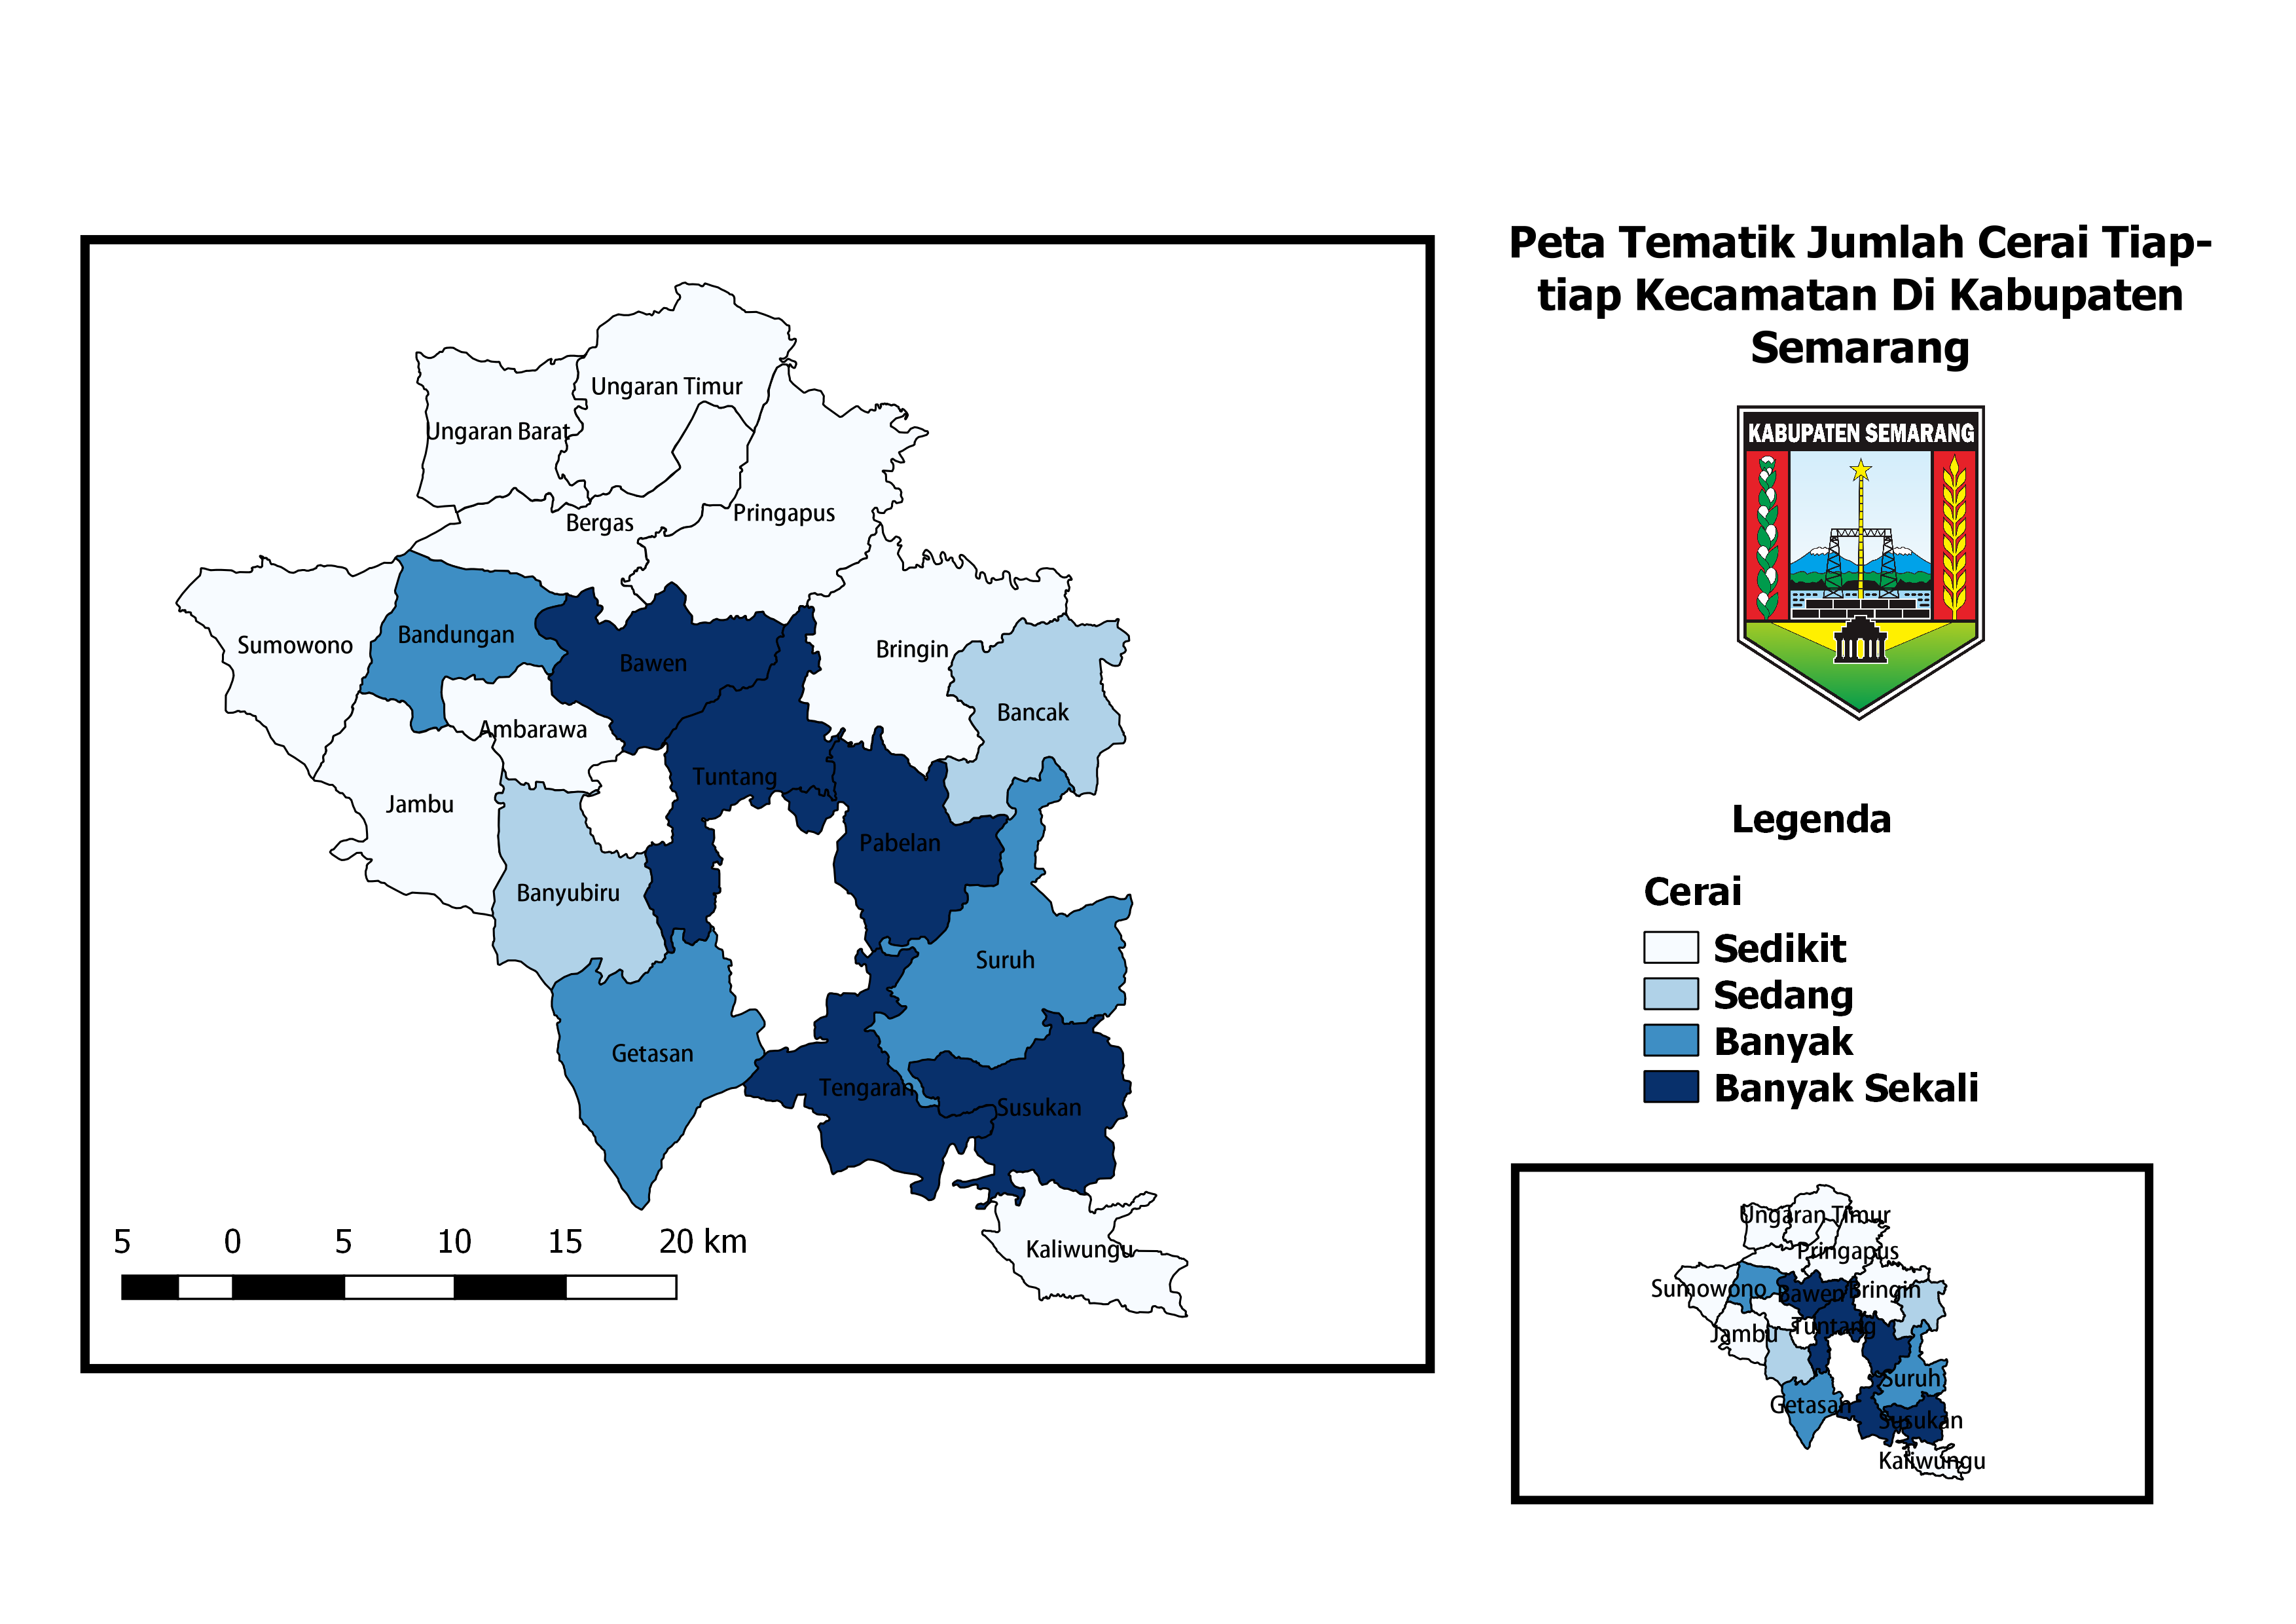 Peta Tematik Jumlah Cerai Tiap-
tiap Kecamatan Di Kabupaten
Semarang
KABUPATEN SEMARANG
Ungaran Timur
Ungaran Barat
Pringapus
Bergas
Bandungan
Sumowono
Bringin
Bawen
Bancak
Ambarawa
Tuntang
Jambu
Pabelan
Banyubiru
Suruh
Getasan
Tengaran
Susukan
Kaliwungu
5 0 5 10 15 20 km
Legenda
Cerai
Sedikit
Sedang
Banyak
Banyak Sekali
Ungaran Timur
Pringapus
Sumowono
Bawen
Bringin
Tuntang
Jambu
Suruh
Getasan
Susukan
Kaliwungu